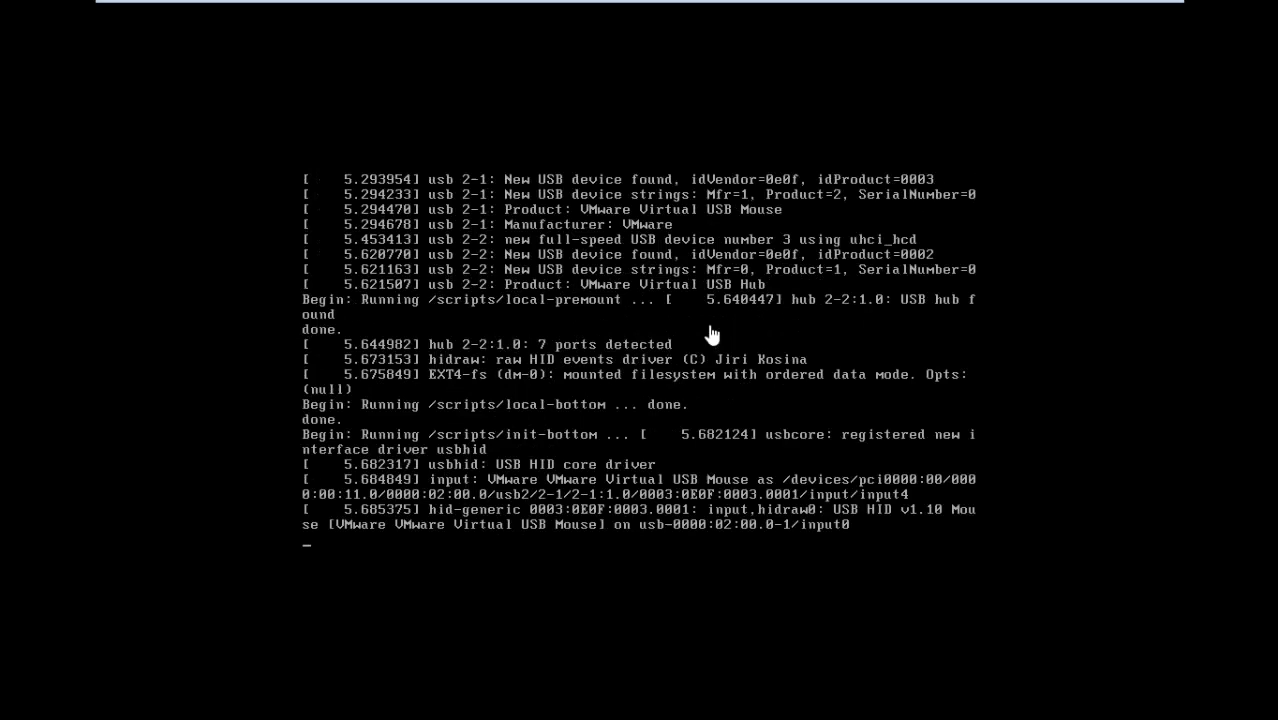 [    5.293954] usb 2-1: New USB device found, idVendor=0e0f, idProduct=0003
[    5.294233] usb 2-1: New USB device strings: Mfr=1, Product=2, SerialNumber=0
[    5.294470] usb 2-1: Product: VMware Virtual USB Mouse
[    5.294678] usb 2-1: Manufacturer: VMware
[    5.453413] usb 2-2: new full-speed USB device number 3 using uhci_hcd
[    5.620770] usb 2-2: New USB device found, idVendor=0e0f, idProduct=0002
[    5.621163] usb 2-2: New USB device strings: Mfr=0, Product=1, SerialNumber=0
[    5.621507] usb 2-2: Product: VMware Virtual USB Hub
Begin: Running /scripts/local-premount ... [    5.640447] hub 2-2:1.0: USB hub f
ound
done.
[    5.644982] hub 2-2:1.0: 7 ports detected
[    5.673153] hidraw: raw HID events driver (C) Jiri Kosina
[    5.675849] EXT4-fs (dm-0): mounted filesystem with ordered data mode. Opts:
(null)
Begin: Running /scripts/local-bottom ... done.
done.
Begin: Running /scripts/init-bottom ... [    5.682124] usbcore: registered new i
nterface driver usbhid
[    5.682317] usbhid: USB HID core driver
[    5.684849] input: VMware VMware Virtual USB Mouse as /devices/pci0000:00/000
0:00:11.0/0000:02:00.0/usb2/2-1/2-1:1.0/0003:0E0F:0003.0001/input/input4
[    5.685375] hid-generic 0003:0E0F:0003.0001: input,hidraw0: USB HID v1.10 Mou
se [VMware VMware Virtual USB Mouse] on usb-0000:02:00.0-1/input0
_